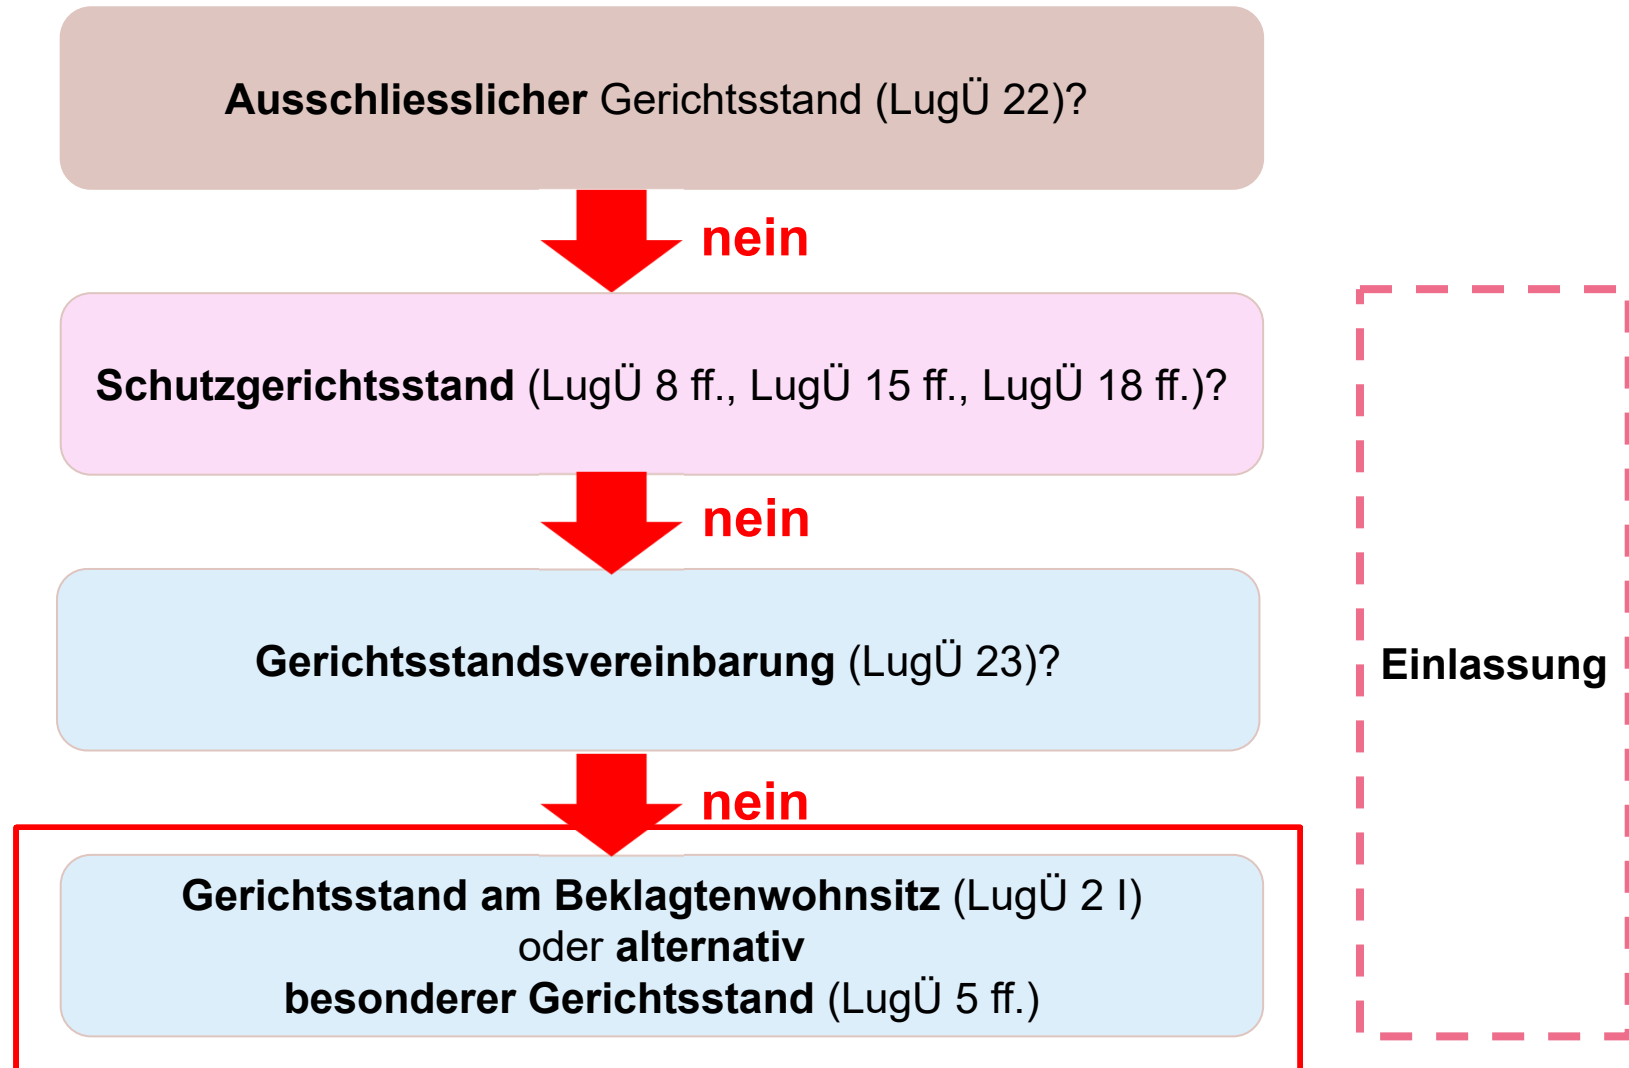 Ausschliesslicher Gerichtsstand (LugÜ 22)?
nein
Schutzgerichtsstand (LugÜ 8 ff., LugÜ 15 ff., LugÜ 18 ff.)?
nein
Gerichtsstandsvereinbarung (LugÜ 23)?
Einlassung
nein
Gerichtsstand am Beklagtenwohnsitz (LugÜ 2 I)
oder alternativ
besonderer Gerichtsstand (LugÜ 5 ff.)